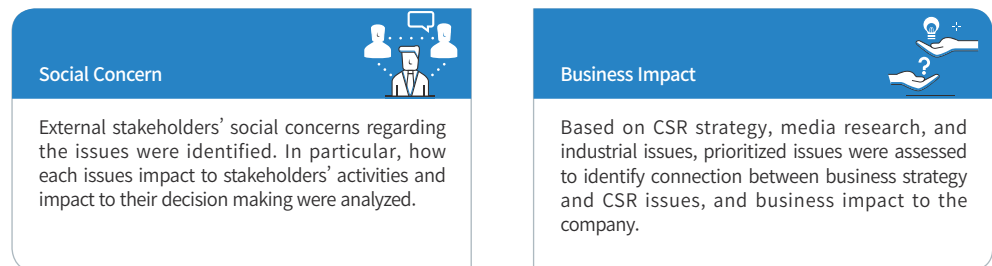 Social Concern
External stakeholders’ social concerns regarding
the issues were identified. In particular, how
each issues impact to stakeholders’ activities and
impact to their decision making were analyzed.
?
Business Impact
Based on CSR strategy, media research, and
industrial issues, prioritized issues were assessed
to identify connection between business strategy
and CSR issues, and business impact to the
company.